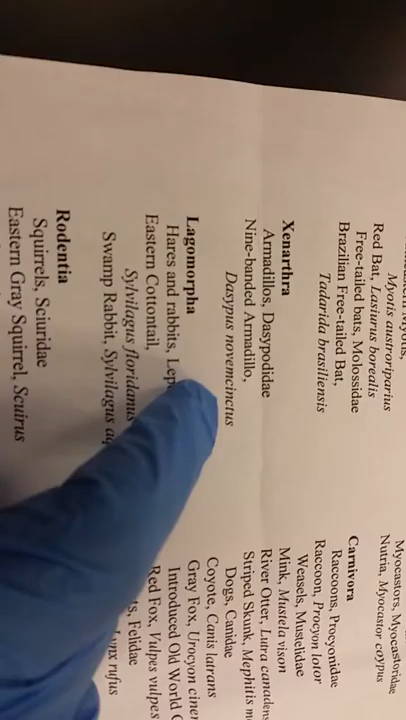 Myotis austroriparius
Red Bat, Lasiurus borealis
Free-tailed bats, Molossidae
Brazilian Free-tailed Bat,
Tadarida brasiliensis
Xenarthra
Armadillos, Dasypodidae
Nine-banded Armadillo,
Dasypus novemcinctus
Lagomorpha
Hares and rabbits,
Eastern Cottontail,
Sylvilagus floridanus
Swamp Rabbit, Sylvilagus
Rodentia
Squirrels, Sciuridae
Eastern Gray Squirrel, Sciurus
Myocastors,
Nutria, Myocastor coypus
Carnivora
Raccoons, Procyonidae
Raccoon, Procyon lotor
Weasels, Mustelidae
Mink, Mustela vison
River Otter, Lutra
Striped Skunk, Mephitis
Dogs, Canidae
Coyote, Canis latrans
Gray Fox, Urocyon
Introduced Old World
Red Fox, Vulpes vulpes
Felidae
rufus